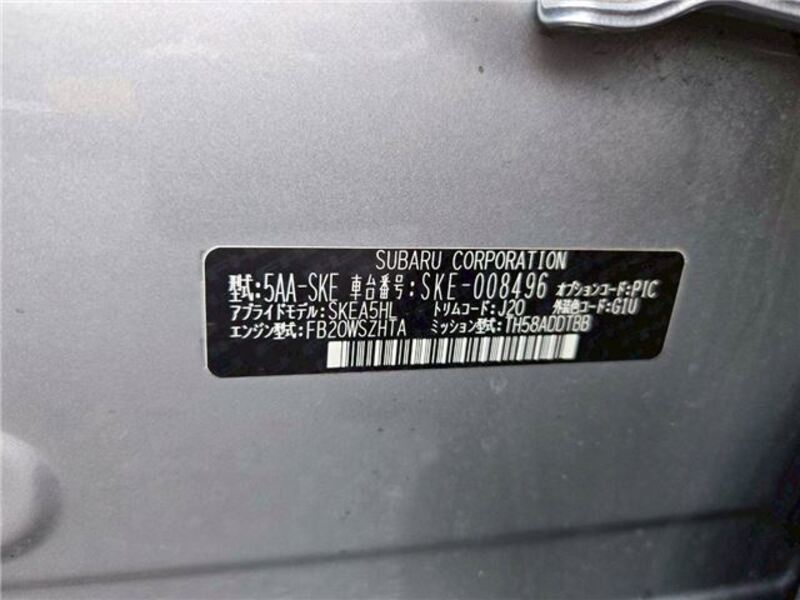 SUBARU CORPORATION
型式:5AA-SKE 車台番号:SKE-008496 オプションコード:PIC
アプライドモデル:SKEA5HL トリムコード:J20 外装色コード:G1U
エンジン型式:FB20WSZHTA ミッション型式:TH58ADDTBB